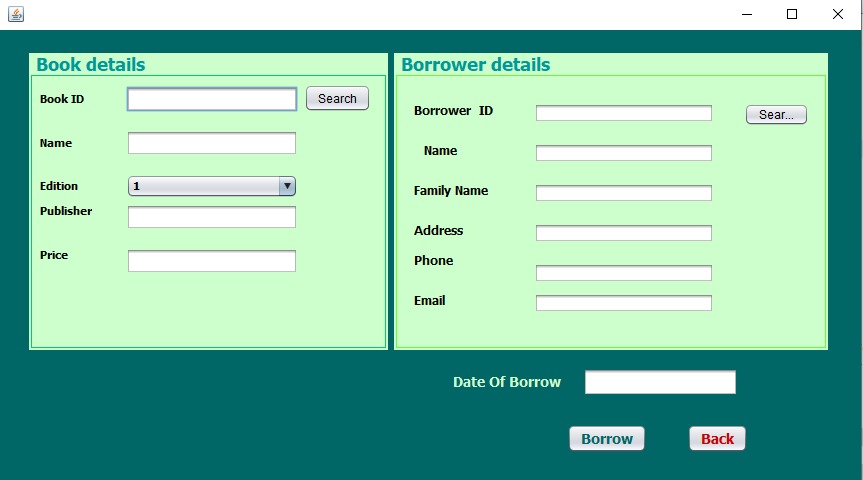 Book details
Book ID
Search
Name
Edition
1
Publisher
Price
Borrower details
Borrower  ID
Sear...
Name
Family Name
Address
Phone
Email
Date Of Borrow
Borrow
Back